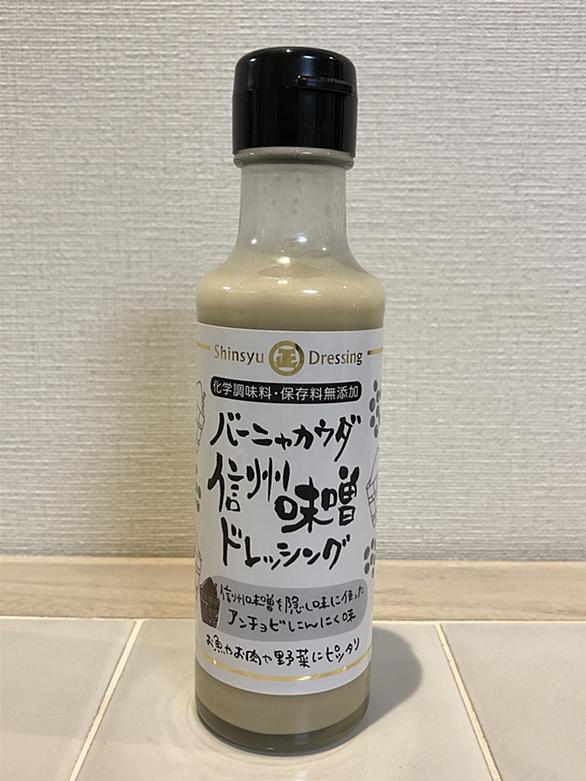 Shinsyu 正 Dressing
化学調味料・保存料無添加
バーニャカウダ
信州味噌
ドレッシング
信州味噌を隠し味に使った
アンチョビにんにく味
お魚やお肉や野菜にピッタリ